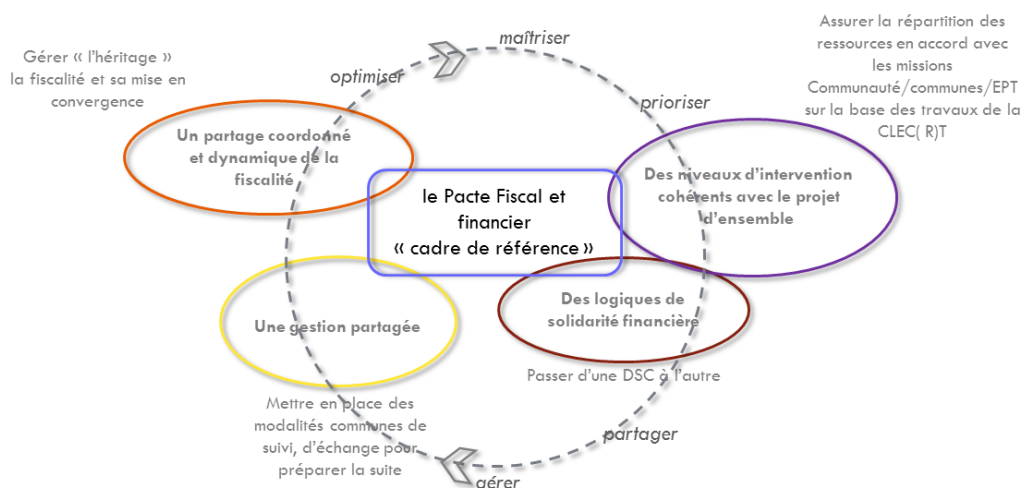 maîtriser
optimiser
prioriser
Gérer « l'héritage »
la fiscalité et sa mise en
convergence
Assurer la répartition des
ressources en accord avec
les missions
Communauté/communes/EPT
sur la base des travaux de la
CLEC( R)T
Un partage coordonné
et dynamique de la
fiscalité
le Pacte Fiscal et
financier
« cadre de référence »
Des niveaux d'intervention
cohérents avec le projet
d'ensemble
Une gestion partagée
Des logiques de
solidarité financière
Passer d'une DSC à l'autre
Mettre en place des
modalités communes de
suivi, d'échange pour
préparer la suite
partager
gérer